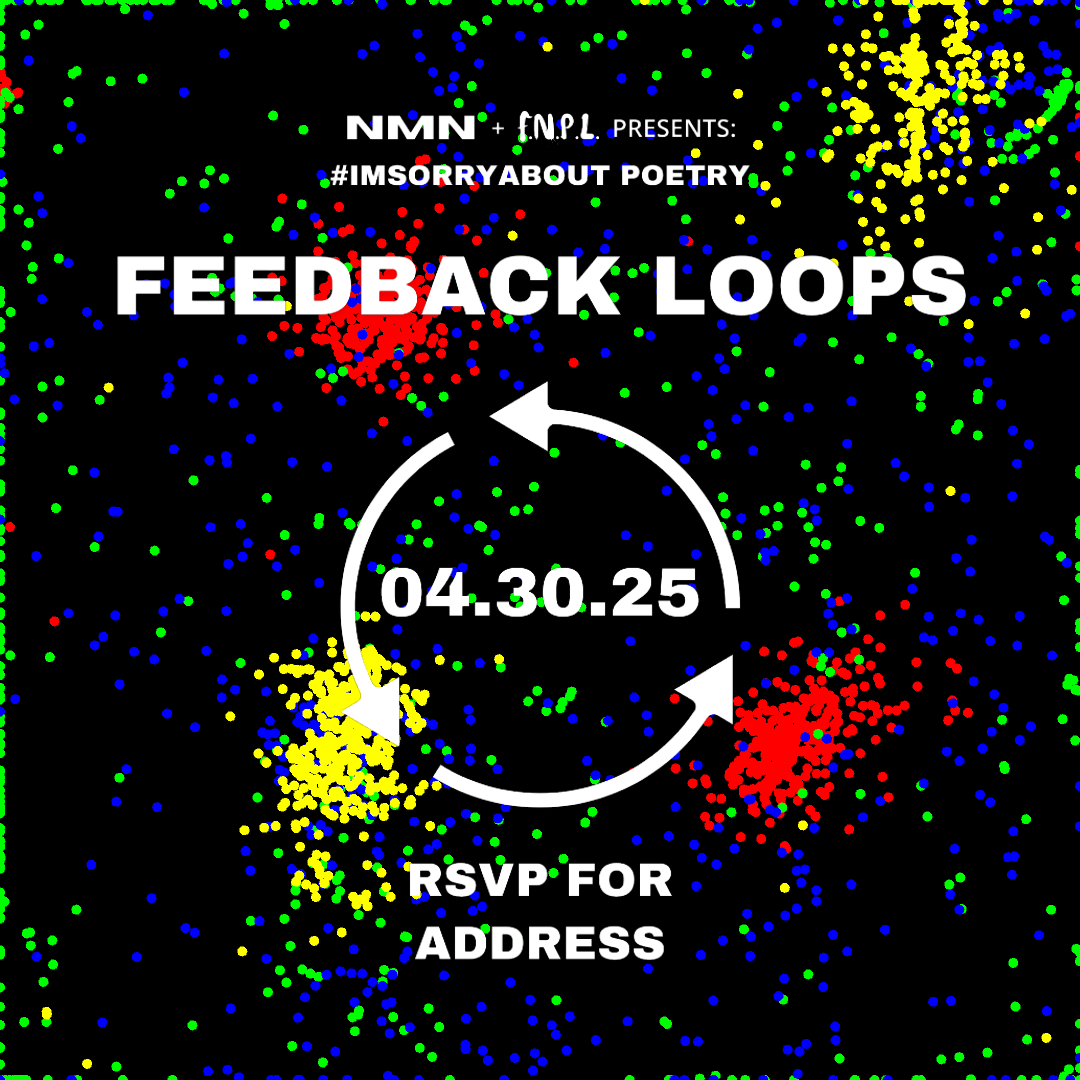 NMN + F.N.P.L. PRESENTS:
#IMSORRYABOUT POETRY
FEEDBACK LOOPS
04.30.25
RSVP FOR
ADDRESS